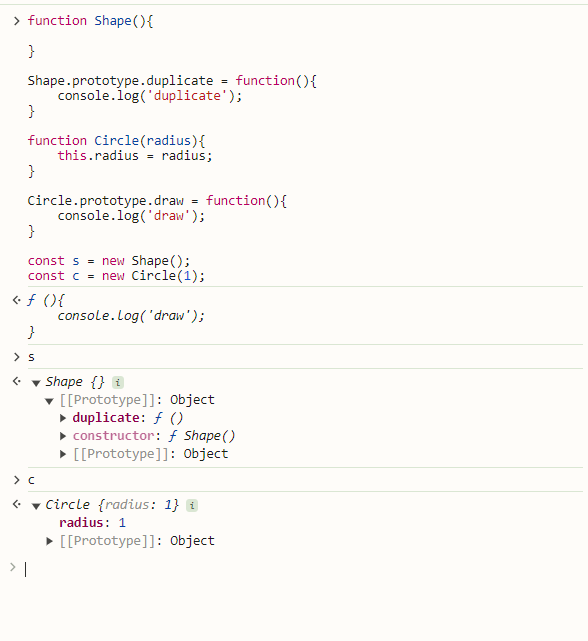 function Shape(){
}
Shape.prototype.duplicate = function(){
console.log('duplicate');
}
function Circle(radius){
this.radius = radius;
}
Circle.prototype.draw = function(){
console.log('draw');
}
const s = new Shape();
const c = new Circle(1);
ƒ (){
console.log('draw');
}
s
Shape {} i
[[Prototype]]: Object
duplicate: ƒ ()
constructor: ƒ Shape()
[[Prototype]]: Object
c
Circle {radius: 1} i
radius: 1
[[Prototype]]: Object